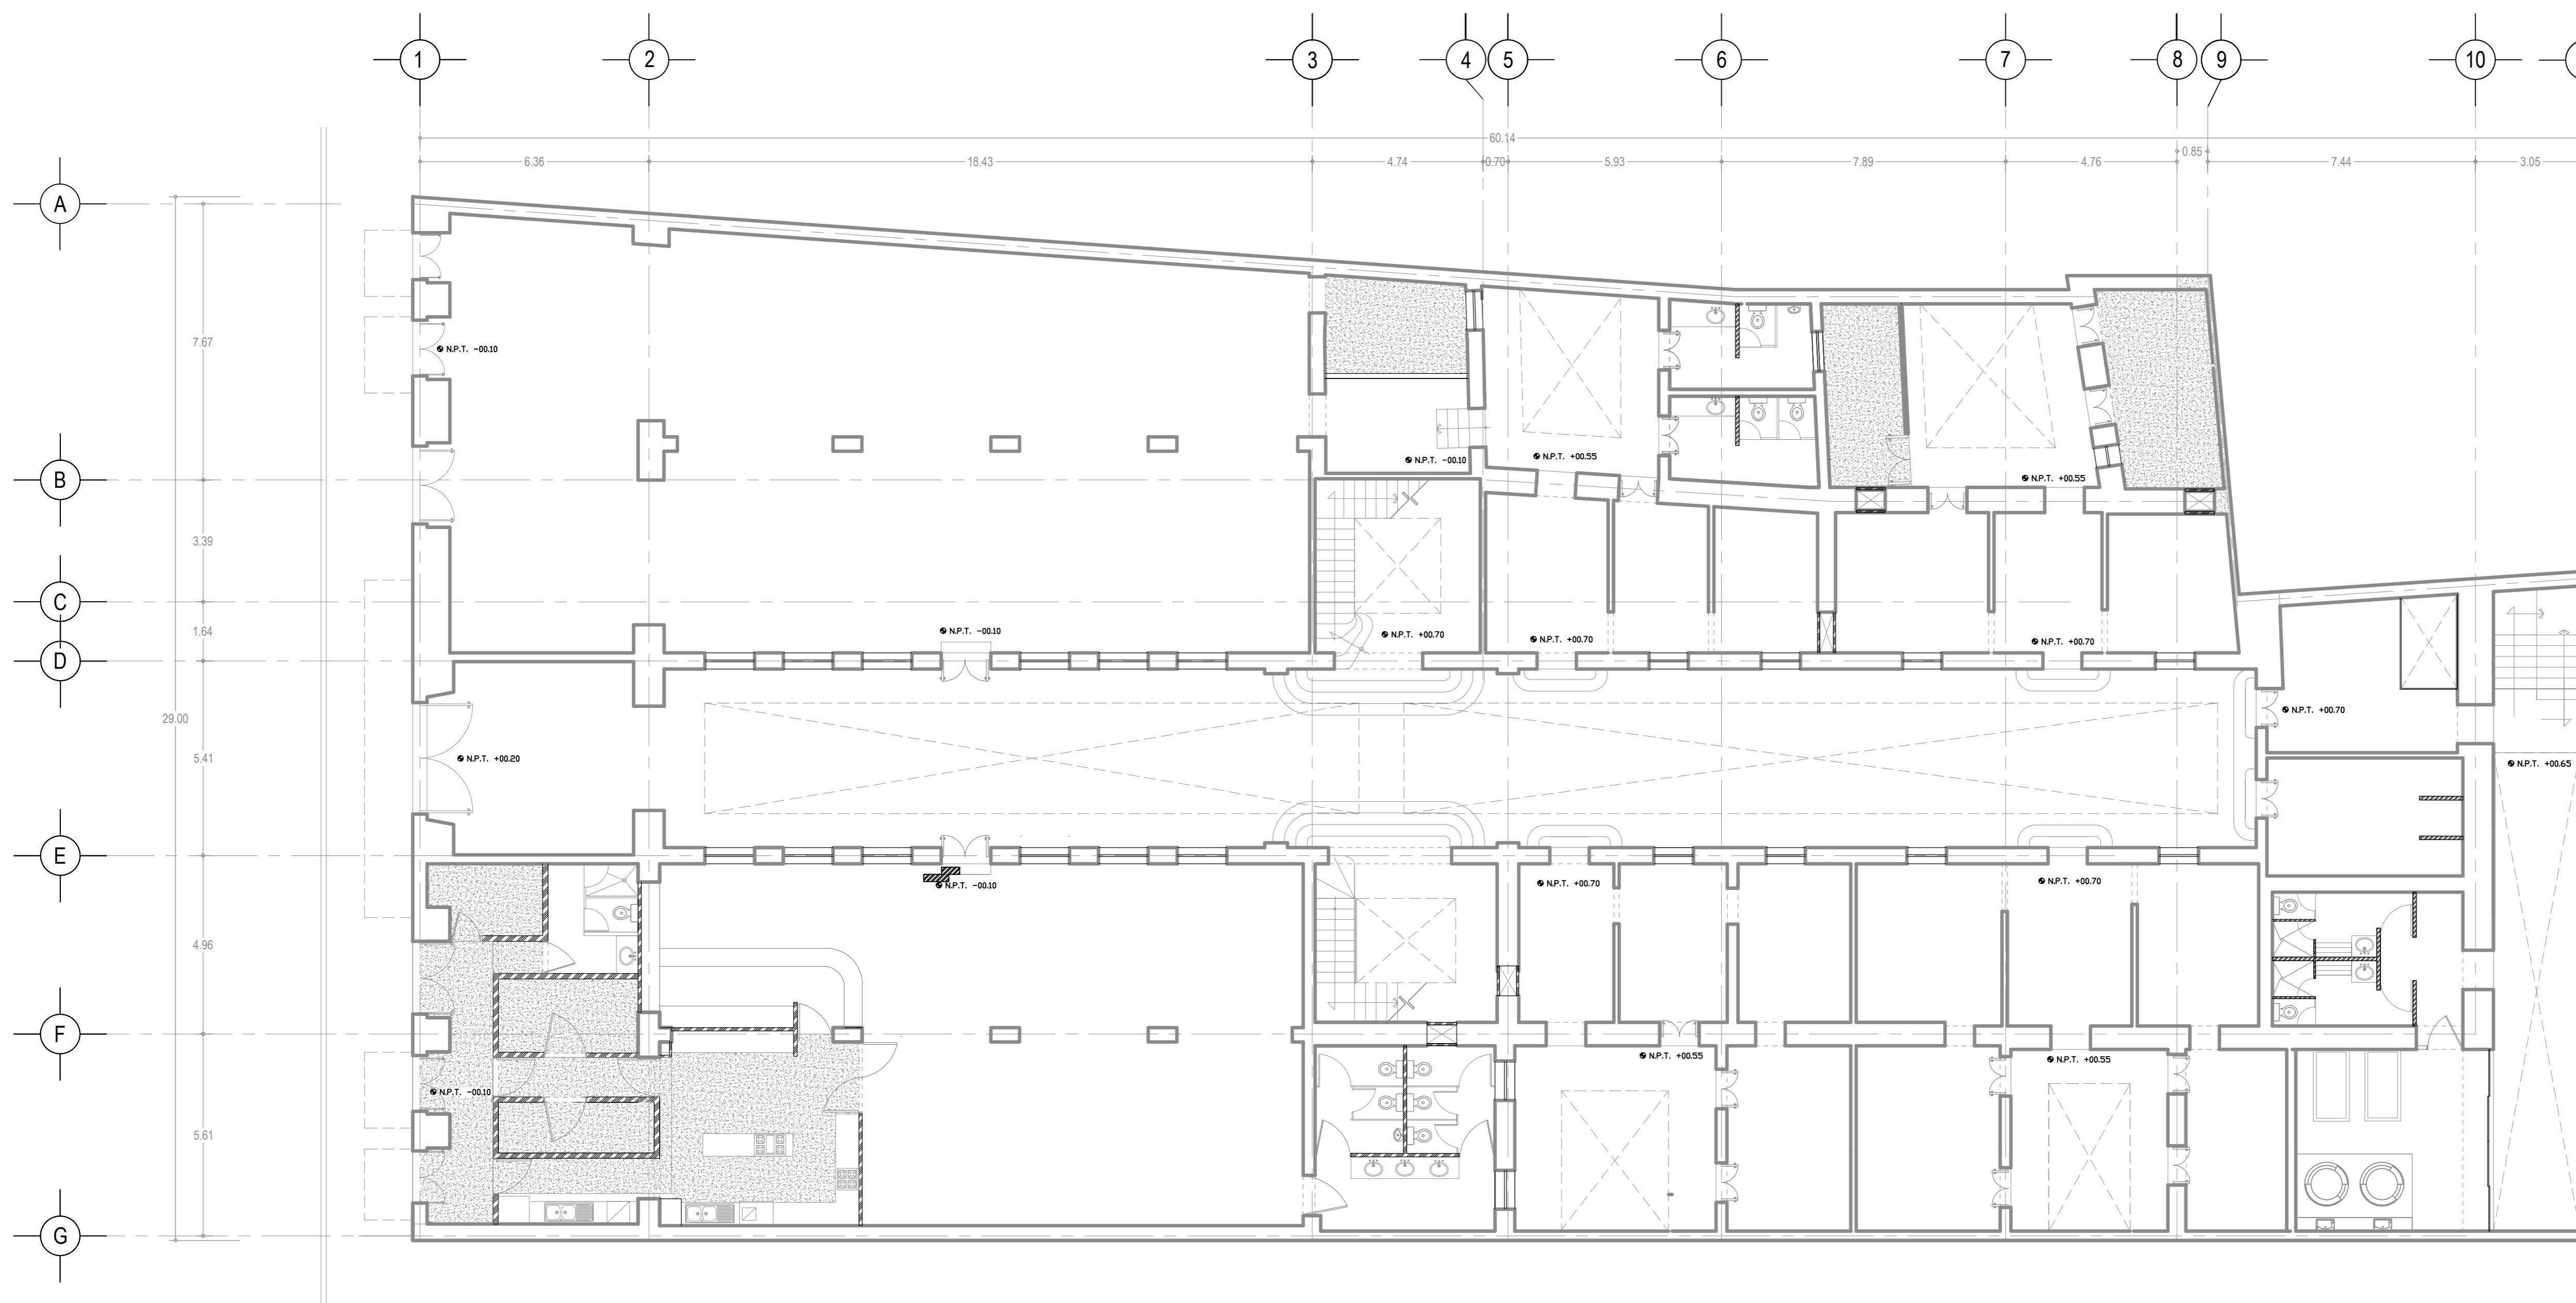 1 2 3 4 5 6 7 8 9 10
60.14
6.36 18.43 4.74 0.70 5.93 7.89 4.76 0.85 7.44 3.05
A
7.67
N.P.T. -00.10
N.P.T. -00.10
N.P.T. +00.55
N.P.T. +00.55
B
3.39
C
1.64
N.P.T. -00.10
N.P.T. +00.70
N.P.T. +00.70
N.P.T. +00.70
D
29.00
N.P.T. +00.70
5.41
N.P.T. +00.20
N.P.T. +00.65
E
N.P.T. -00.10
N.P.T. +00.70
N.P.T. +00.70
4.96
F
N.P.T. +00.55
N.P.T. +00.55
N.P.T. -00.10
5.61
G